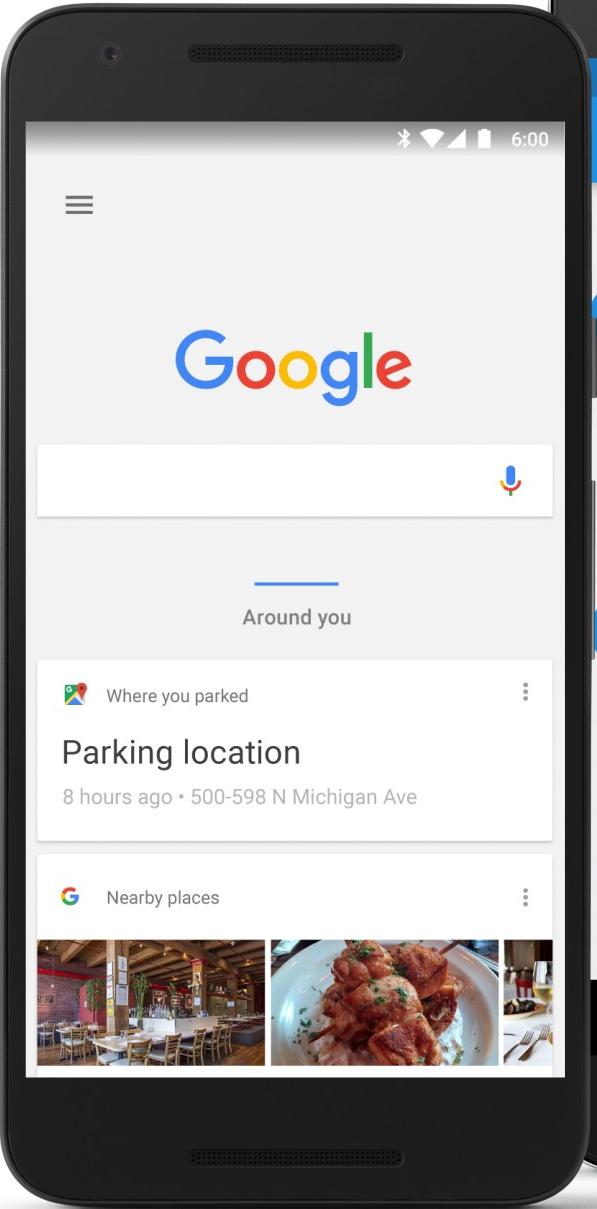 6:00
Google
Around you
Where you parked
Parking location
8 hours ago • 500-598 N Michigan Ave
Nearby places